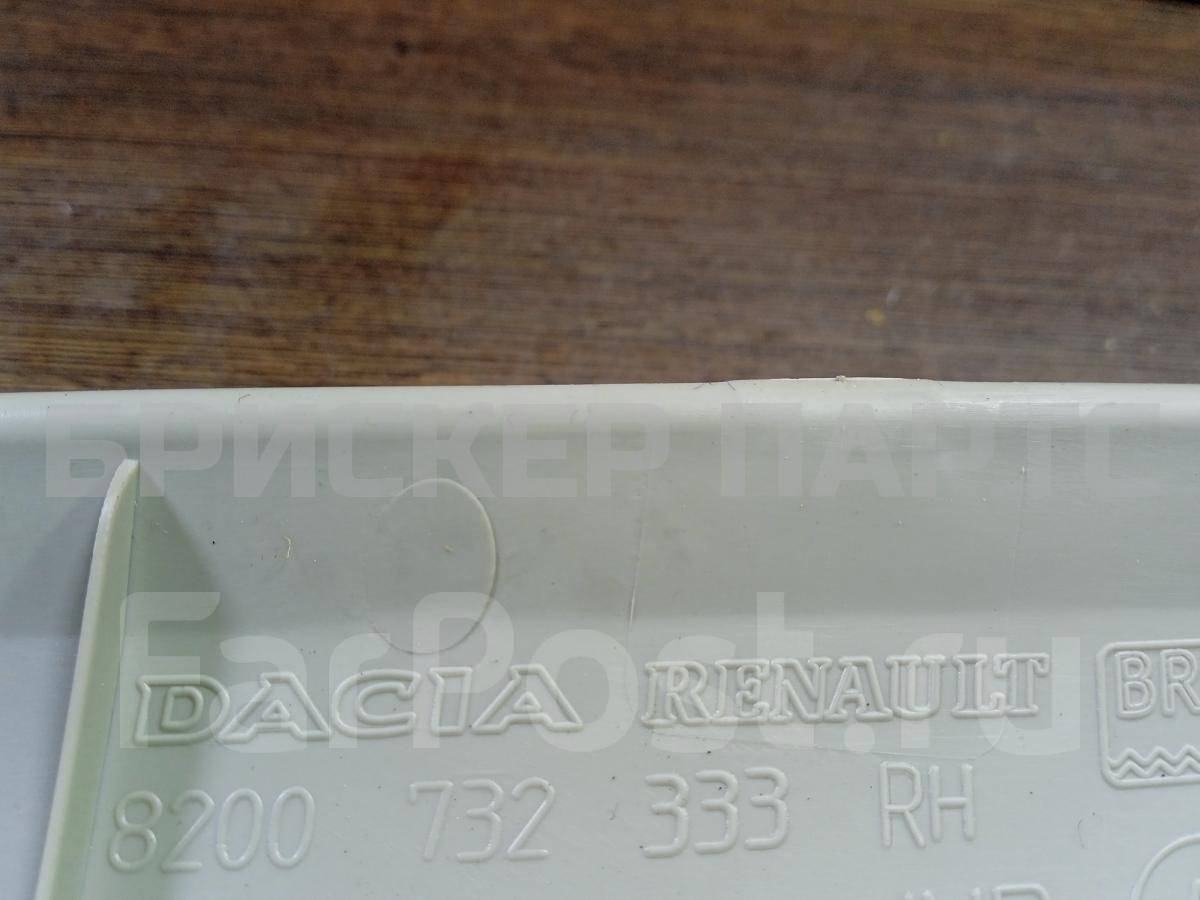 БРИСКЕР ПАРТС
FarPost.ru
DACIA RENAULT
8200 732 333 RH